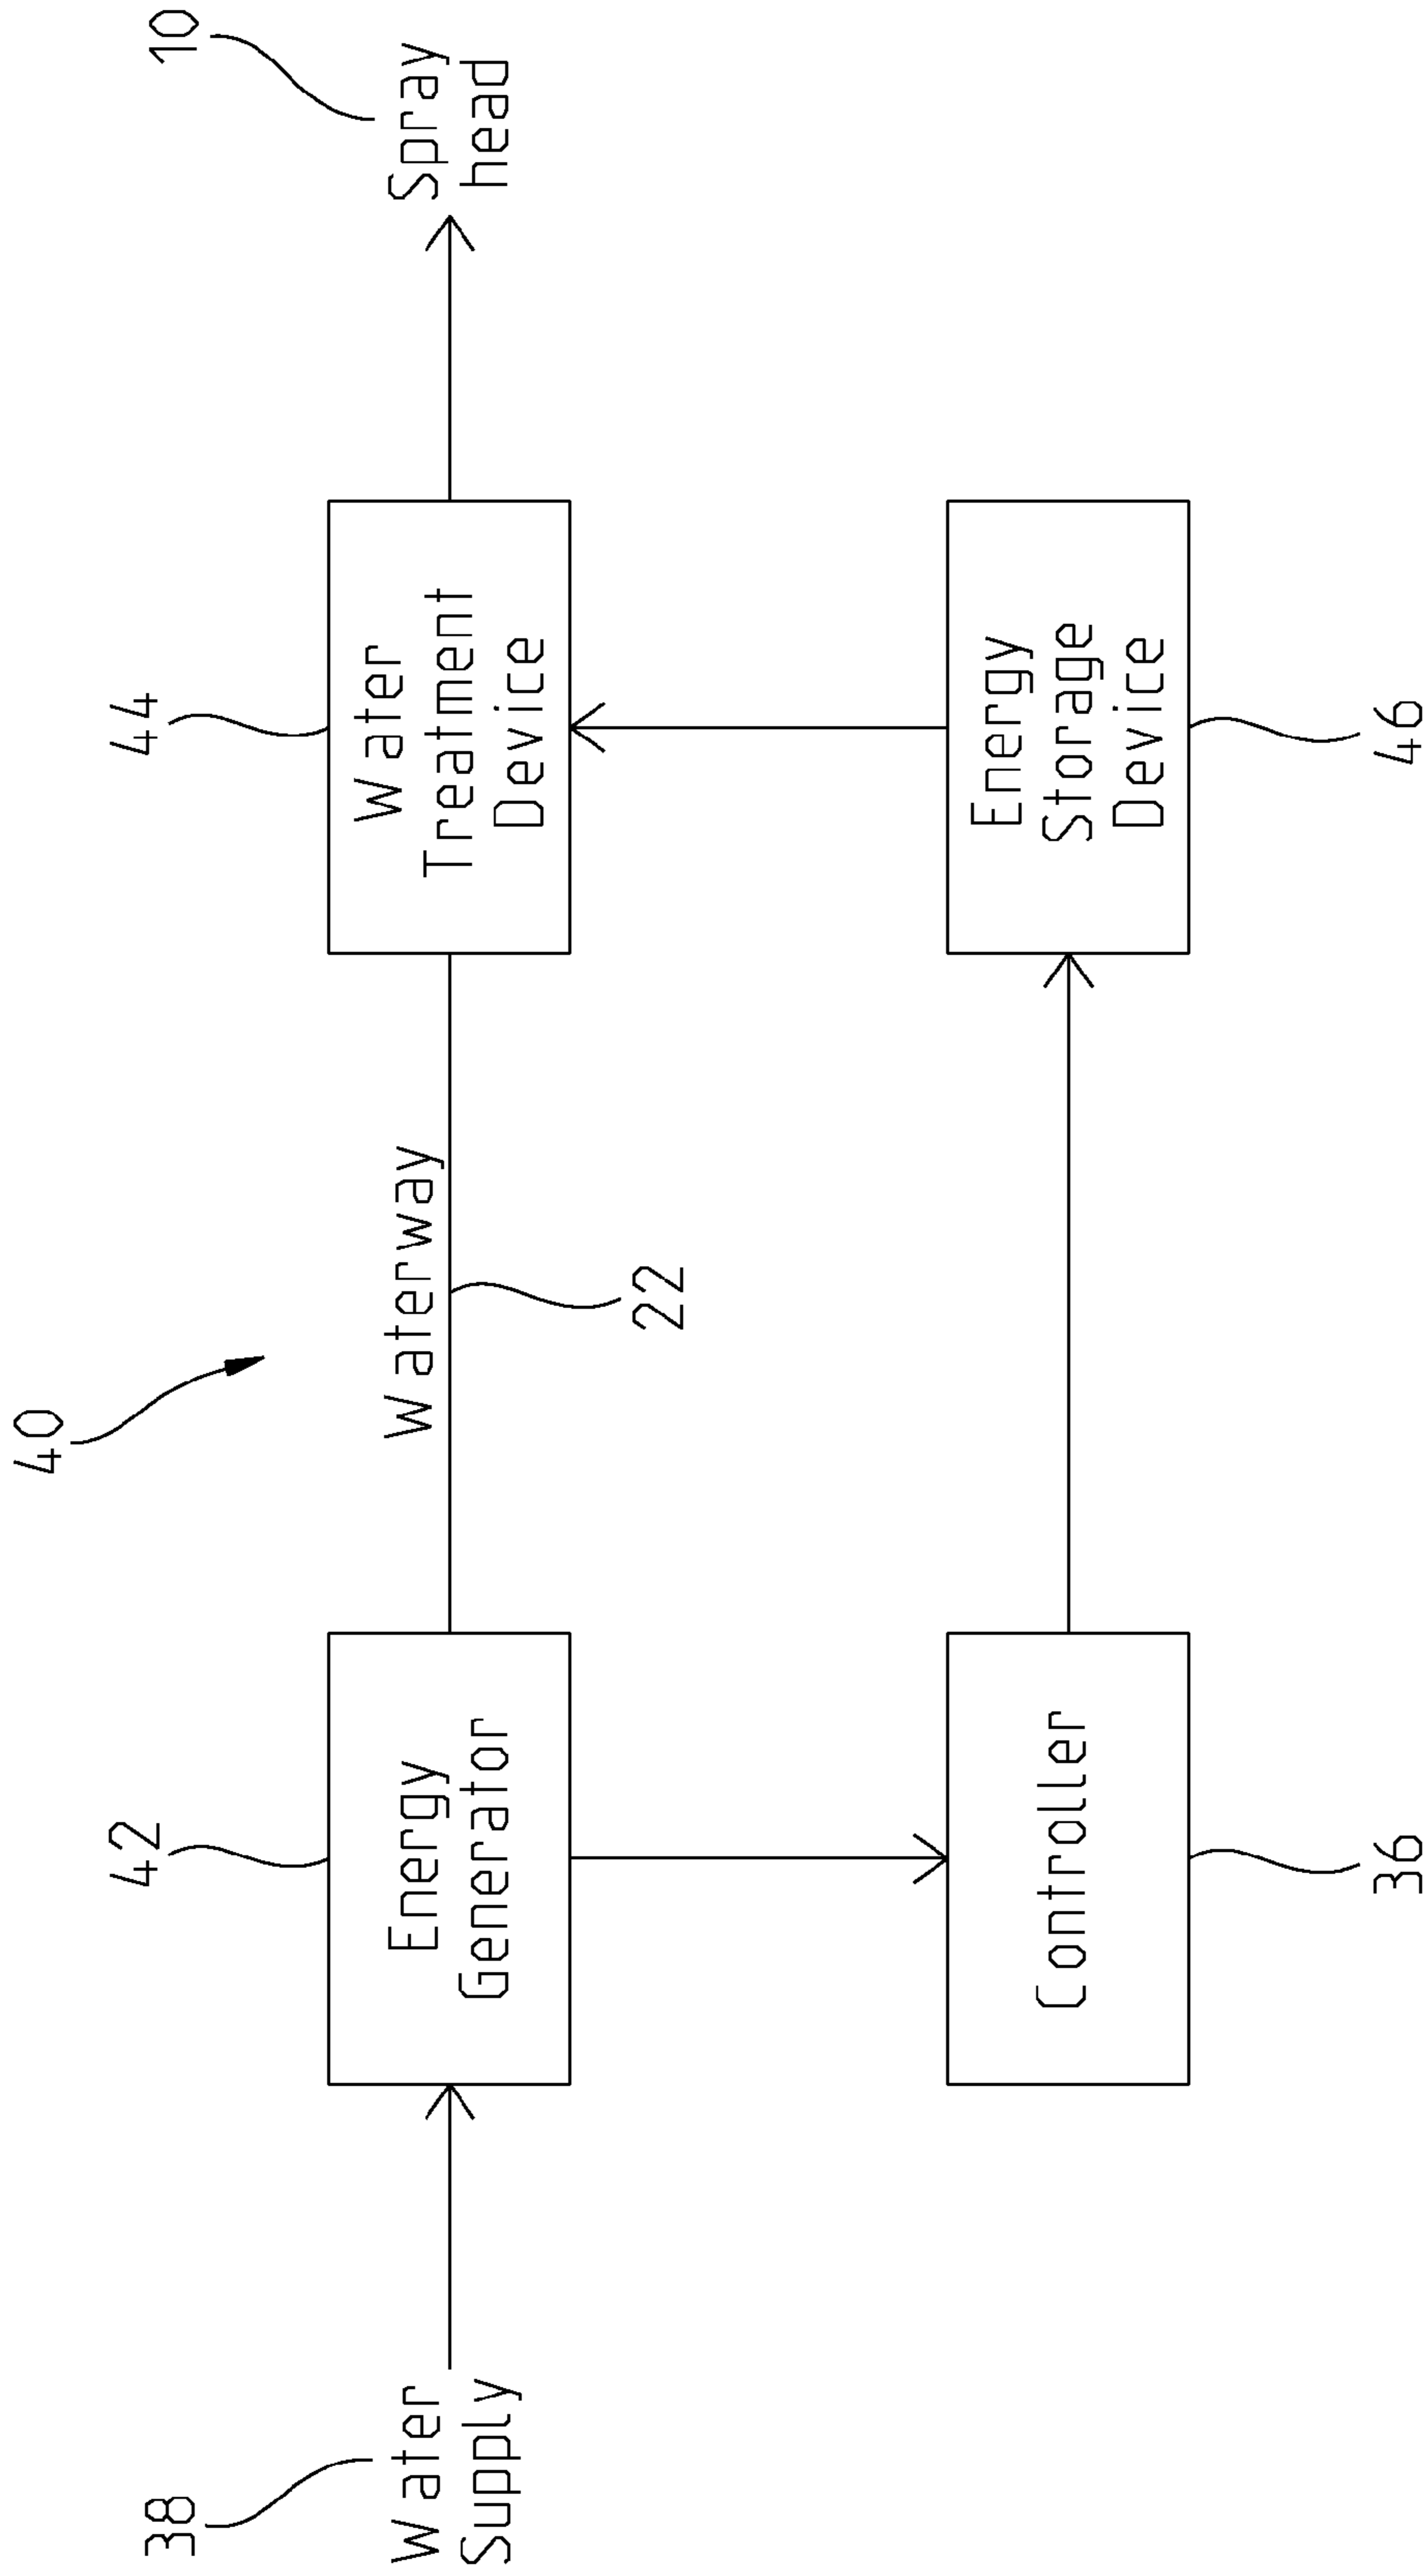 40
38
Water
Supply
42
Energy
Generator
Waterway
22
44
Water
Treatment
Device
10
Spray
head
Controller
36
Energy
Storage
Device
46